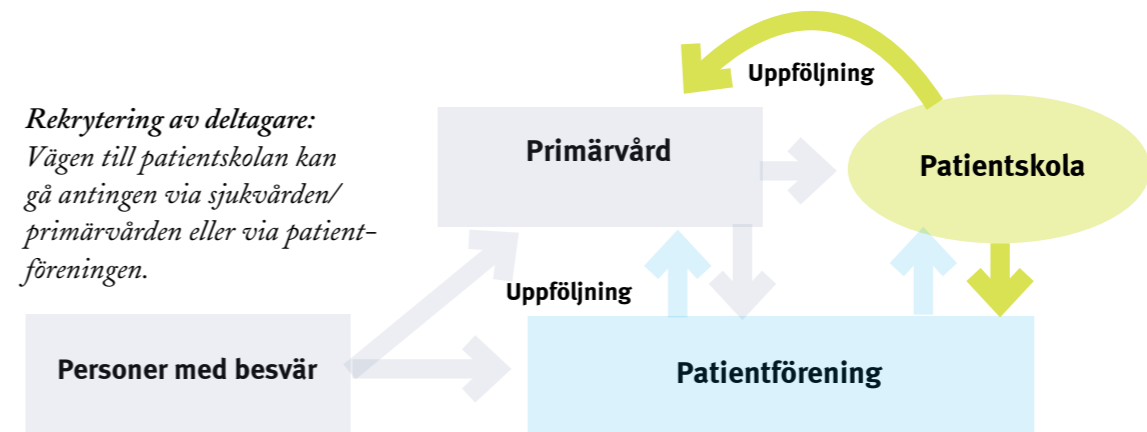 Rekrytering av deltagare:
Vägen till patientskolan kan
gå antingen via sjukvården/
primärvården eller via patient-
föreningen.
Uppföljning
Primärvård
Patientskola
Uppföljning
Personer med besvär
Patientförening